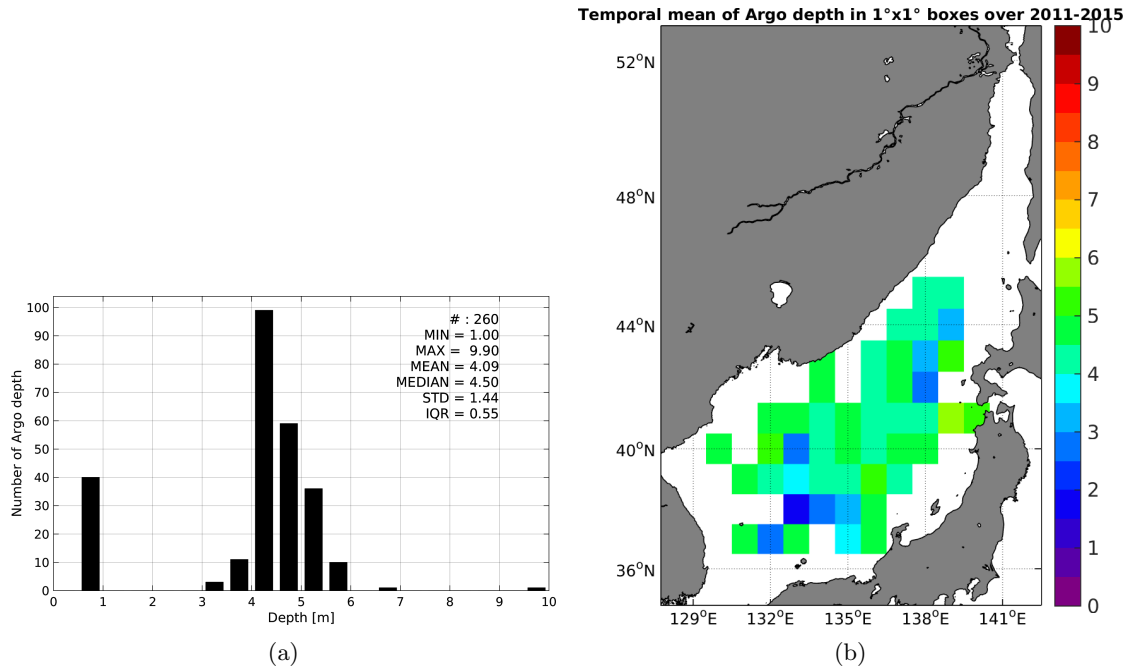 Temporal mean of Argo depth in 1°x1° boxes over 2011-2015
100
90
80
70
60
50
40
30
20
10
0
Number of Argo depth
# : 260
MIN = 1.00
MAX = 9.90
MEAN = 4.09
MEDIAN = 4.50
STD = 1.44
IQR = 0.55
0 1 2 3 4 5 6 7 8 9 10
Depth [m]
(a)
52°N
48°N
44°N
40°N
36°N
129°E 132°E 135°E 138°E 141°E
10
9
8
7
6
5
4
3
2
1
0
(b)